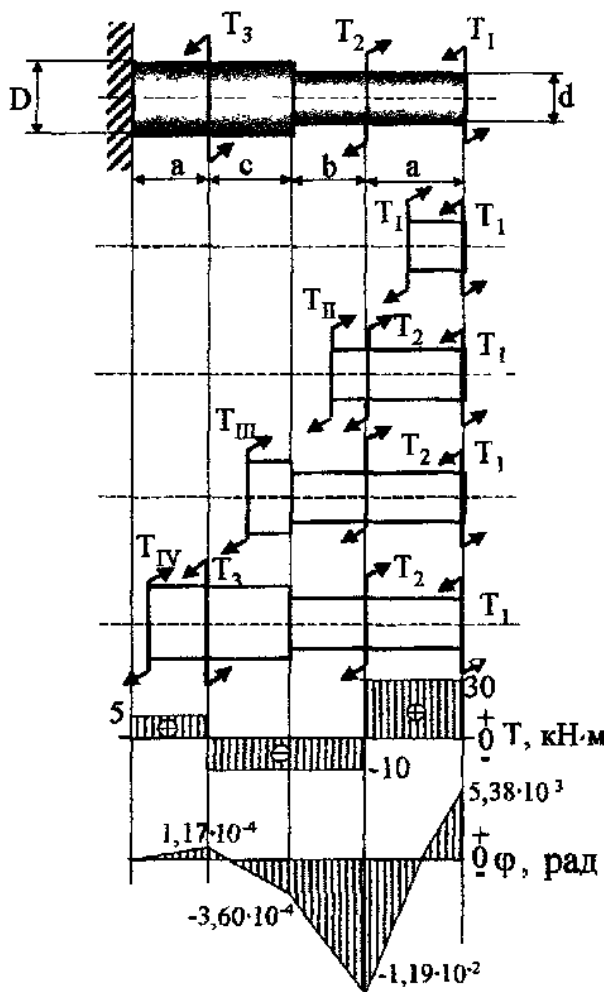 T₃ T₂ T₁
D d
a c b a
T_I T₁
T_II T₂ T₁
T_III T₂ T₁
T_IV T₃ T₂ T₁
5 ⊕ ⊕ 30
+
0 T, кН·м
-
⊖ -10
5,38·10³
1,17·10⁻⁴ +
0 φ, рад
-
-3,60·10⁻⁴
-1,19·10⁻²